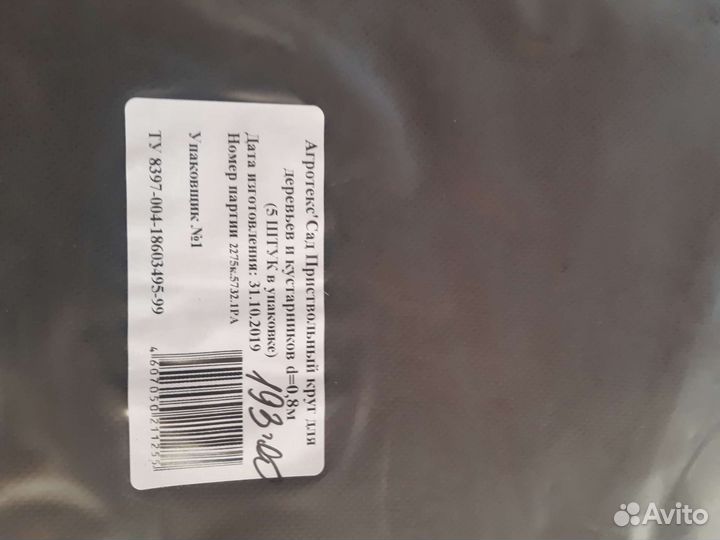 Агротекс'Сад Приствольный круг для
деревьев и кустарников d=0,8м
(5 ШТУК в упаковке)
Дата изготовления: 31.10.2019
Номер партии 2275к.5732.1РА
Упаковщик №1
ТУ 8397-004-18603495-99
4607050211255
193=00
Avito